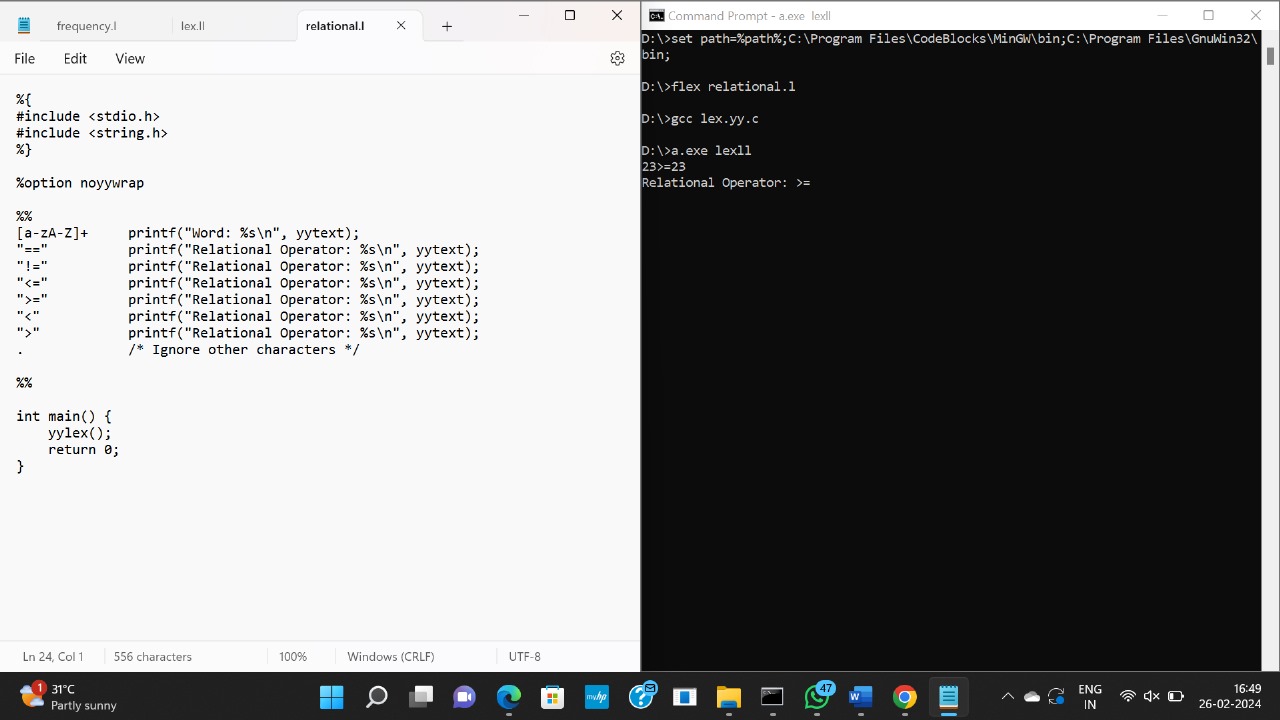 frequency.l lex.ll relational.l
File Edit View
%{
#include <stdio.h>
#include <string.h>
%}
%option noyywrap
%%
[a-zA-Z]+ printf("Word: %s\n", yytext);
"==" printf("Relational Operator: %s\n", yytext);
"!=" printf("Relational Operator: %s\n", yytext);
"<=" printf("Relational Operator: %s\n", yytext);
">=" printf("Relational Operator: %s\n", yytext);
"<" printf("Relational Operator: %s\n", yytext);
">" printf("Relational Operator: %s\n", yytext);
. /* Ignore other characters */
%%
int main() {
yylex();
return 0;
}
Ln 24, Col 1 556 characters 100% Windows (CRLF) UTF-8
Command Prompt - a.exe lexll
D:\>set path=%path%;C:\Program Files\CodeBlocks\MinGW\bin;C:\Program Files\GnuWin32\
bin;
D:\>flex relational.l
D:\>gcc lex.yy.c
D:\>a.exe lexll
23>=23
Relational Operator: >=
1
31°C
Partly sunny
myhp
47
ENG
IN
16:49
26-02-2024